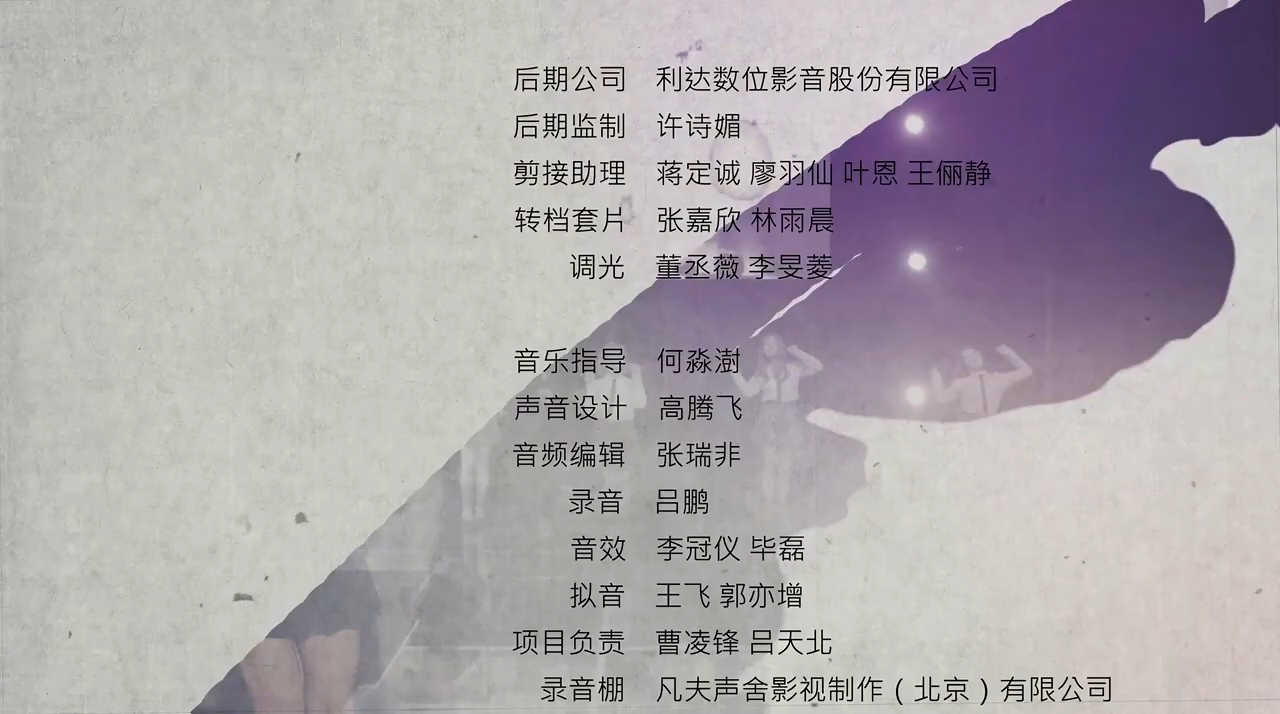 后期公司 利达数位影音股份有限公司
后期监制 许诗媚
剪接助理 蒋定诚 廖羽仙 叶恩 王俪静
转档套片 张嘉欣 林雨晨
调光 董丞薇 李旻菱
音乐指导 何淼澍
声音设计 高腾飞
音频编辑 张瑞非
录音 吕鹏
音效 李冠仪 毕磊
拟音 王飞 郭亦增
项目负责 曹凌锋 吕天北
录音棚 凡夫声舍影视制作（北京）有限公司